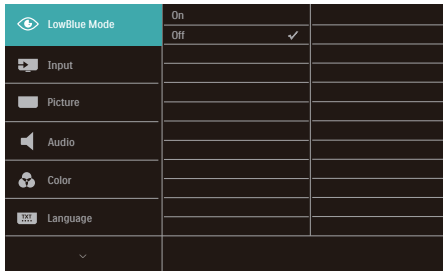 LowBlue Mode
On
Off
Input
Picture
Audio
Color
TXT
Language